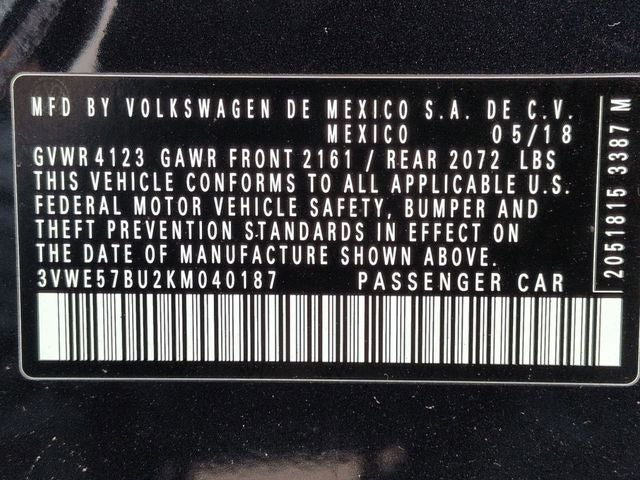 MFD BY VOLKSWAGEN DE MEXICO S.A. DE C.V.
MEXICO 05/18
GVWR 4123 GAWR FRONT 2161 / REAR 2072 LBS
THIS VEHICLE CONFORMS TO ALL APPLICABLE U.S.
FEDERAL MOTOR VEHICLE SAFETY, BUMPER AND
THEFT PREVENTION STANDARDS IN EFFECT ON
THE DATE OF MANUFACTURE SHOWN ABOVE.
3VWE57BU2KM040187 PASSENGER CAR
2051815 3387 M